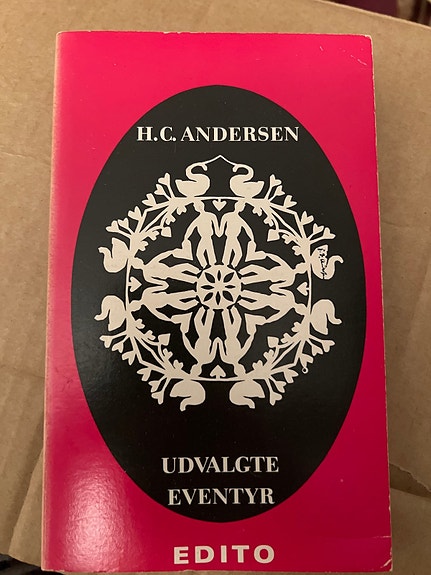 H.C. ANDERSEN
UDVALGTE
EVENTYR
EDITO